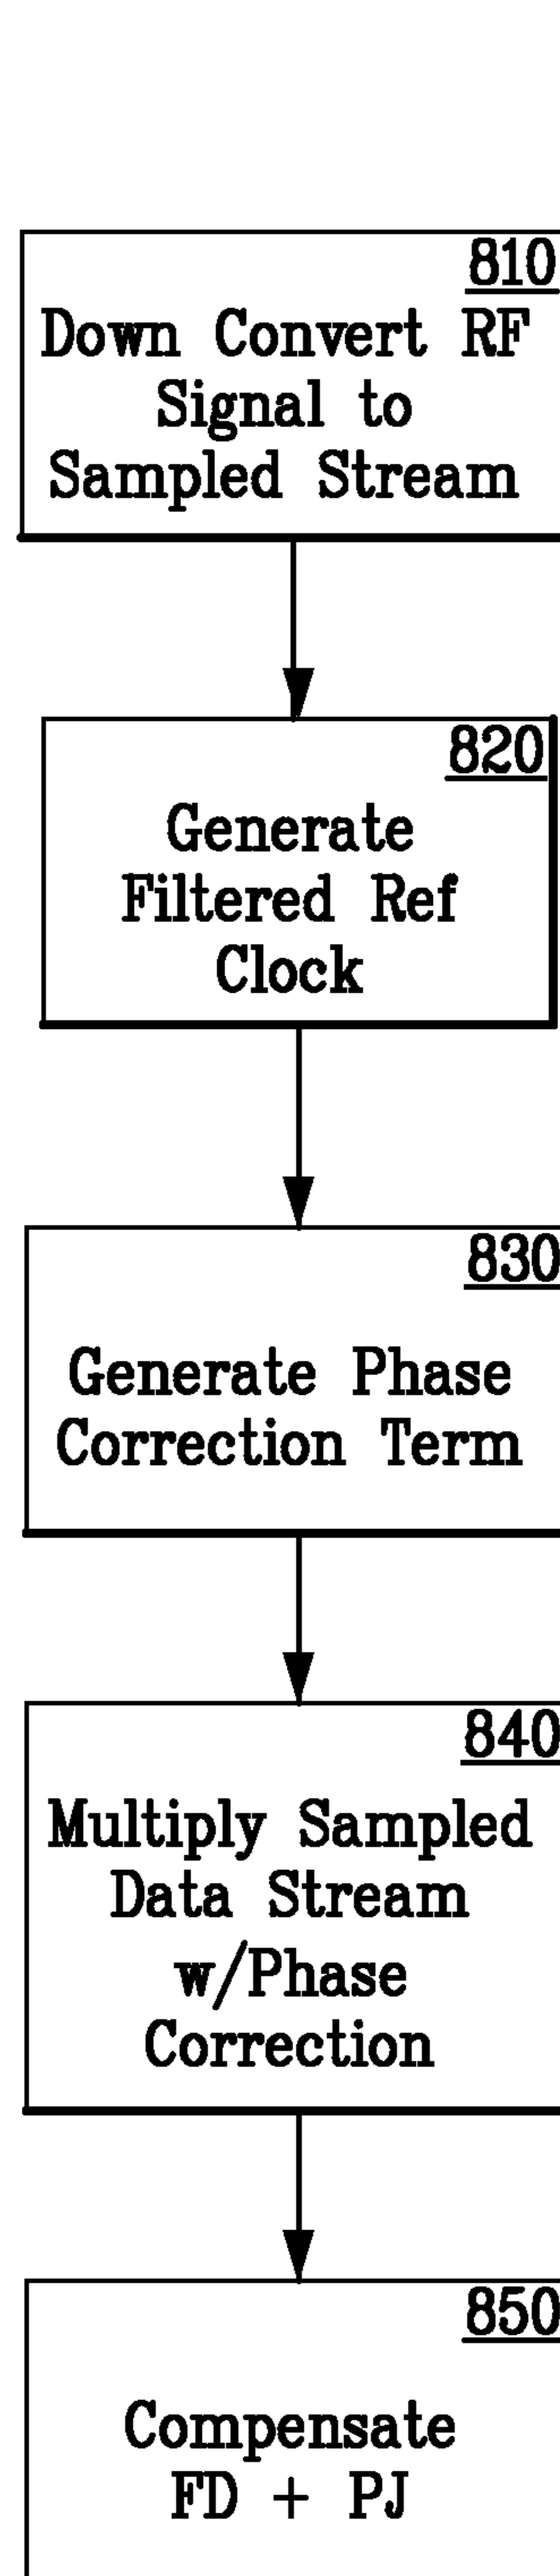 810
Down Convert RF
Signal to
Sampled Stream
820
Generate
Filtered Ref
Clock
830
Generate Phase
Correction Term
840
Multiply Sampled
Data Stream
w/Phase
Correction
850
Compensate
FD + PJ